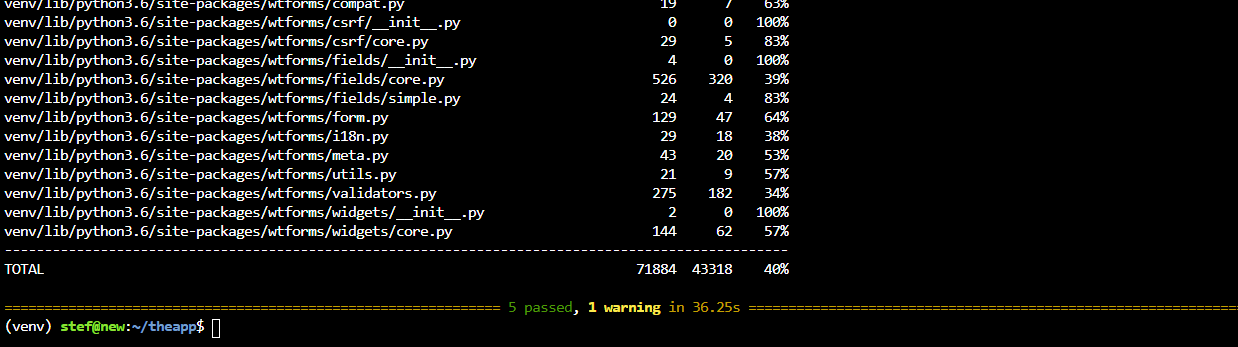 venv/lib/python3.6/site-packages/wtforms/compat.py 19 7 63%
venv/lib/python3.6/site-packages/wtforms/csrf/__init__.py 0 0 100%
venv/lib/python3.6/site-packages/wtforms/csrf/core.py 29 5 83%
venv/lib/python3.6/site-packages/wtforms/fields/__init__.py 4 0 100%
venv/lib/python3.6/site-packages/wtforms/fields/core.py 526 320 39%
venv/lib/python3.6/site-packages/wtforms/fields/simple.py 24 4 83%
venv/lib/python3.6/site-packages/wtforms/form.py 129 47 64%
venv/lib/python3.6/site-packages/wtforms/i18n.py 29 18 38%
venv/lib/python3.6/site-packages/wtforms/meta.py 43 20 53%
venv/lib/python3.6/site-packages/wtforms/utils.py 21 9 57%
venv/lib/python3.6/site-packages/wtforms/validators.py 275 182 34%
venv/lib/python3.6/site-packages/wtforms/widgets/__init__.py 2 0 100%
venv/lib/python3.6/site-packages/wtforms/widgets/core.py 144 62 57%
--------------------------------------------------------------------------------------------------
TOTAL 71884 43318 40%
============================================================== 5 passed, 1 warning in 36.25s =============================================================
(venv) stef@new:~/theapp$